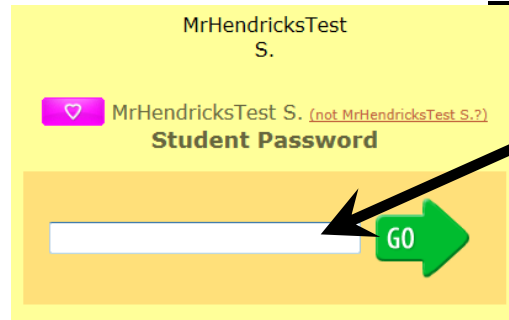 MrHendricksTest
S.
MrHendricksTest S. (not MrHendricksTest S.?)
Student Password
GO